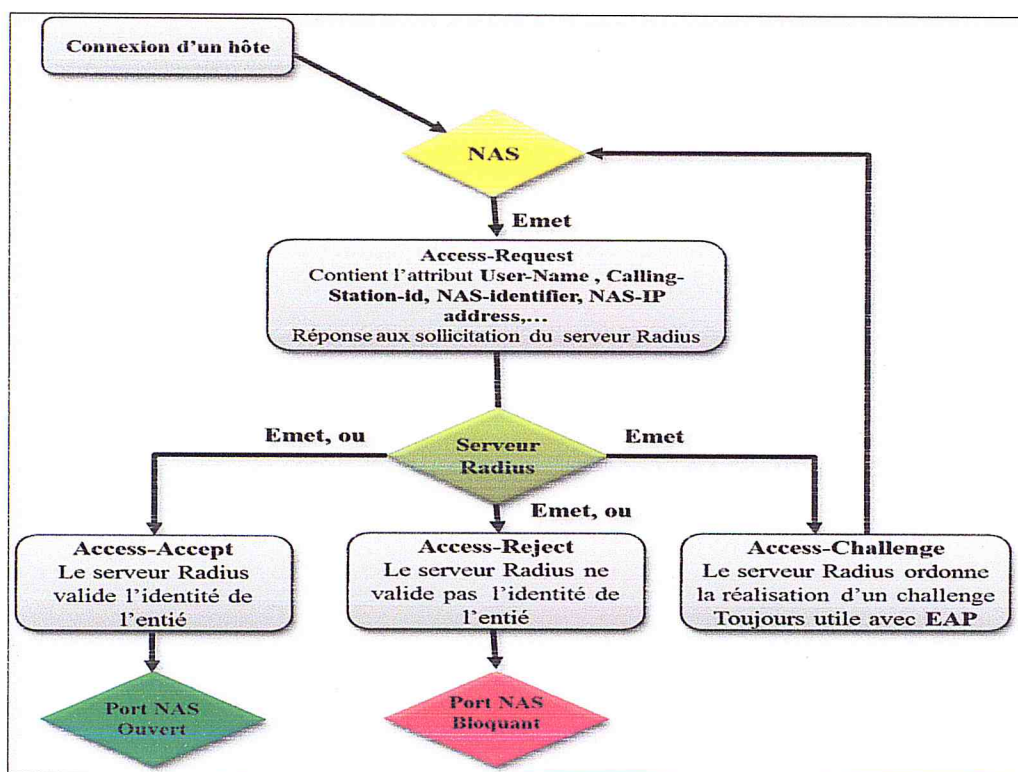 Connexion d'un hôte
NAS
Emet
Access-Request
Contient l'attribut User-Name , Calling-
Station-id, NAS-identifier, NAS-IP
address,...
Réponse aux sollicitation du serveur Radius
Emet, ou
Serveur
Radius
Emet
Emet, ou
Access-Accept
Le serveur Radius
valide l'identité de
l'entié
Access-Reject
Le serveur Radius ne
valide pas l'identité de
l'entié
Access-Challenge
Le serveur Radius ordonne
la réalisation d'un challenge
Toujours utile avec EAP
Port NAS
Ouvert
Port NAS
Bloquant